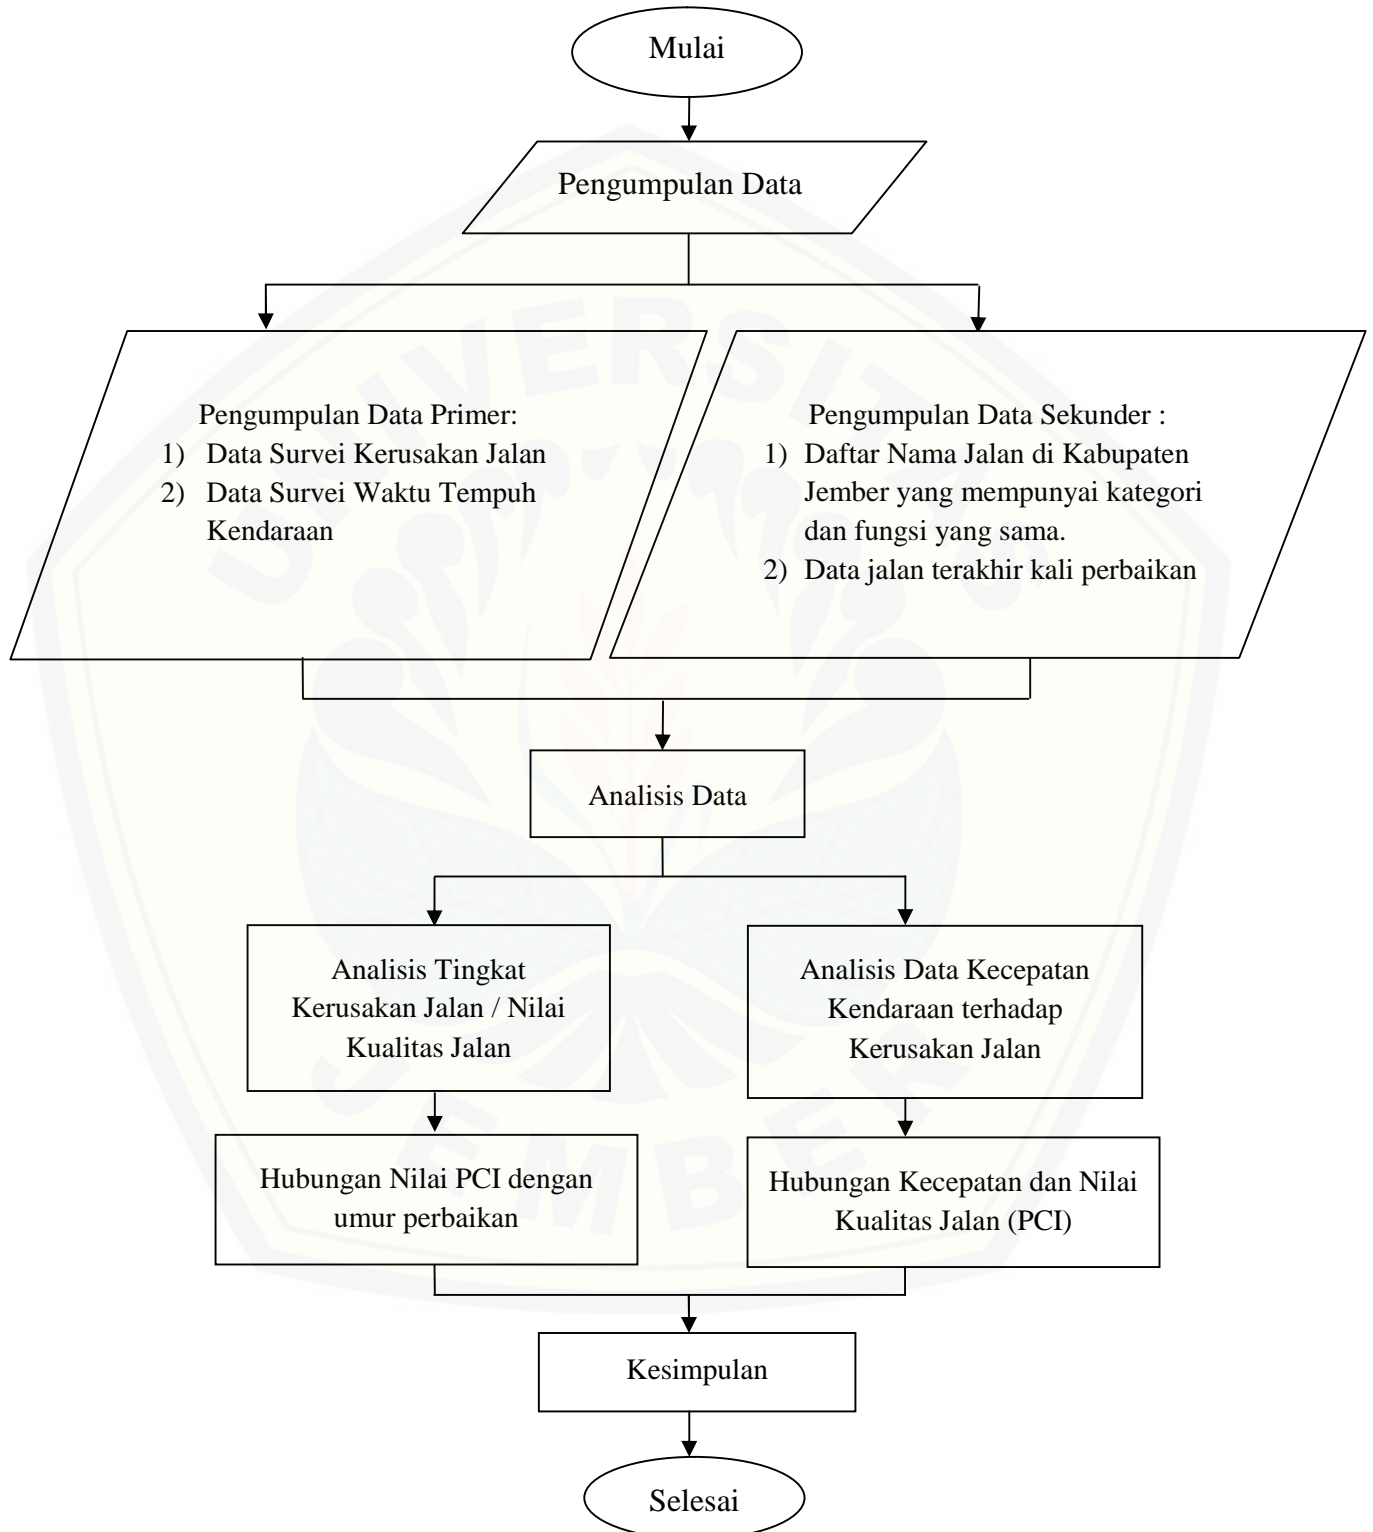 Mulai
Pengumpulan Data
Pengumpulan Data Primer:
1) Data Survei Kerusakan Jalan
2) Data Survei Waktu Tempuh
Kendaraan
Pengumpulan Data Sekunder :
1) Daftar Nama Jalan di Kabupaten
Jember yang mempunyai kategori
dan fungsi yang sama.
2) Data jalan terakhir kali perbaikan
Analisis Data
Analisis Tingkat
Kerusakan Jalan / Nilai
Kualitas Jalan
Analisis Data Kecepatan
Kendaraan terhadap
Kerusakan Jalan
Hubungan Nilai PCI dengan
umur perbaikan
Hubungan Kecepatan dan Nilai
Kualitas Jalan (PCI)
Kesimpulan
Selesai
UNIVERSITAS
JEMBER